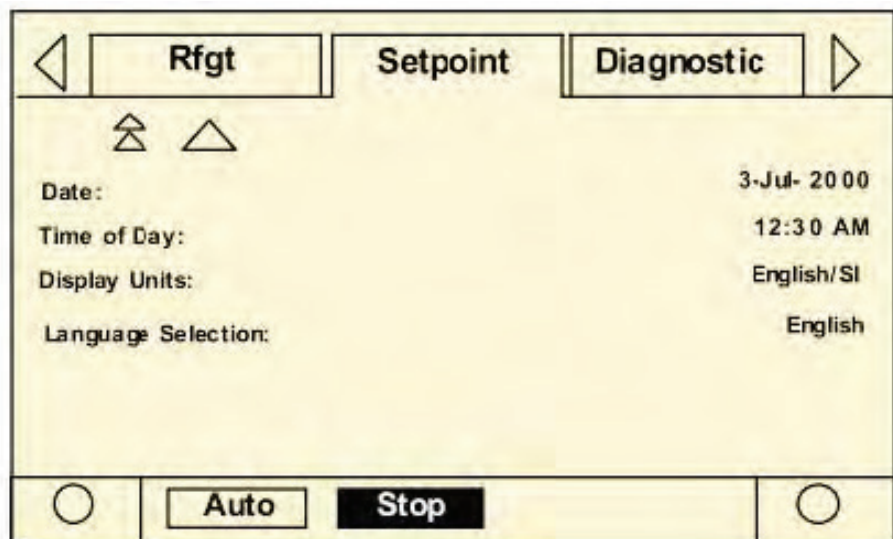 Rfgt Setpoint Diagnostic
Date: 3-Jul- 2000
Time of Day: 12:30 AM
Display Units: English/SI
Language Selection: English
Auto Stop